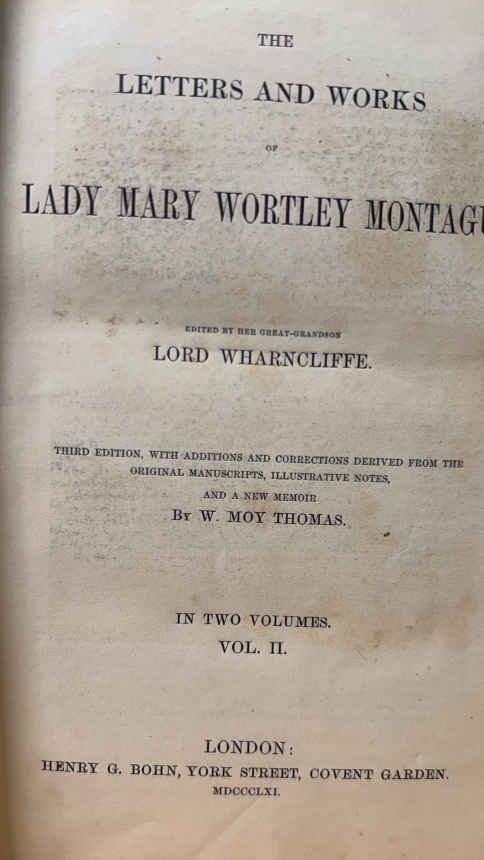 THE
LETTERS AND WORKS
OF
LADY MARY WORTLEY MONTAGU
EDITED BY HER GREAT-GRANDSON
LORD WHARNCLIFFE.
THIRD EDITION, WITH ADDITIONS AND CORRECTIONS DERIVED FROM THE
ORIGINAL MANUSCRIPTS, ILLUSTRATIVE NOTES,
AND A NEW MEMOIR
By W. MOY THOMAS.
IN TWO VOLUMES.
VOL. II.
LONDON:
HENRY G. BOHN, YORK STREET, COVENT GARDEN.
MDCCCLXI.